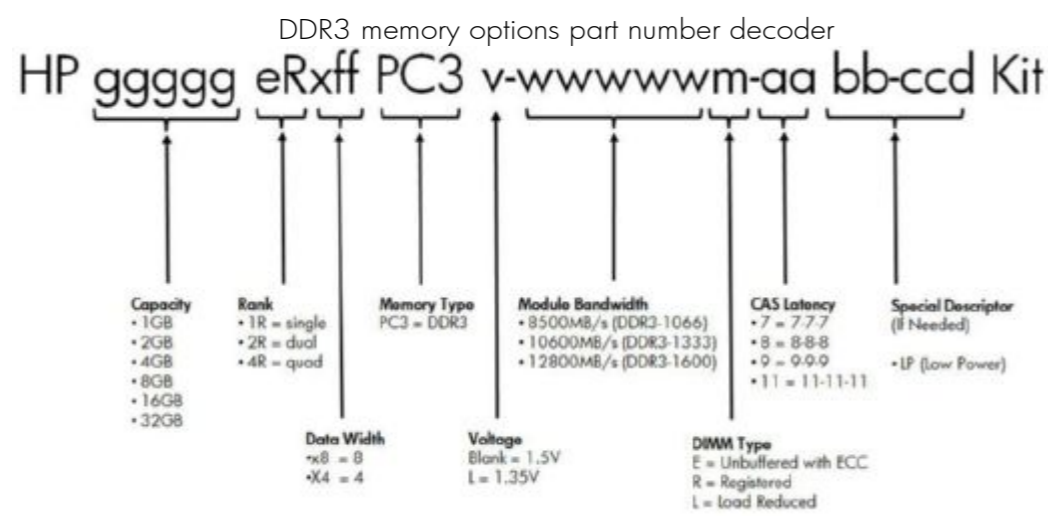 DDR3 memory options part number decoder
HP ggggg eRxff PC3 v-wwwwwm-aa bb-ccd Kit
Capacity
• 1GB
• 2GB
• 4GB
• 8GB
• 16GB
• 32GB
Rank
• 1R = single
• 2R = dual
• 4R = quad
Memory Type
PC3 = DDR3
Module Bandwidth
• 8500MB/s (DDR3-1066)
• 10600MB/s (DDR3-1333)
• 12800MB/s (DDR3-1600)
CAS Latency
• 7 = 7-7-7
• 8 = 8-8-8
• 9 = 9-9-9
• 11 = 11-11-11
Special Descriptor
(If Needed)
• LP (Low Power)
Data Width
•x8 = 8
•X4 = 4
Voltage
Blank = 1.5V
L = 1.35V
DIMM Type
E = Unbuffered with ECC
R = Registered
L = Load Reduced